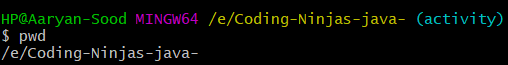 HP@Aaryan-Sood MINGW64 /e/Coding-Ninjas-java- (activity)
$ pwd
/e/Coding-Ninjas-java-